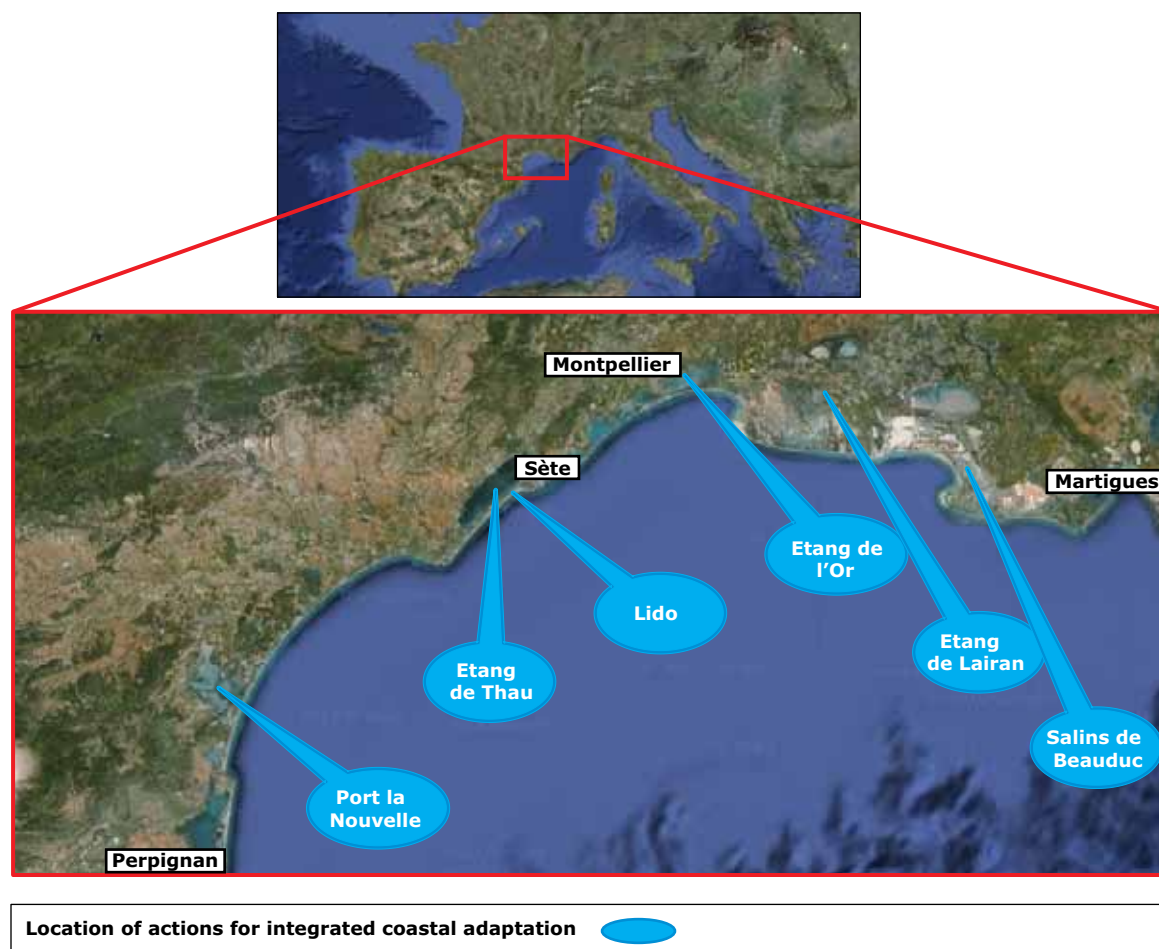 Montpellier
Sète
Martigues
Etang de
l'Or
Lido
Etang
de Lairan
Etang
de Thau
Salins de
Beauduc
Port la
Nouvelle
Perpignan
Location of actions for integrated coastal adaptation